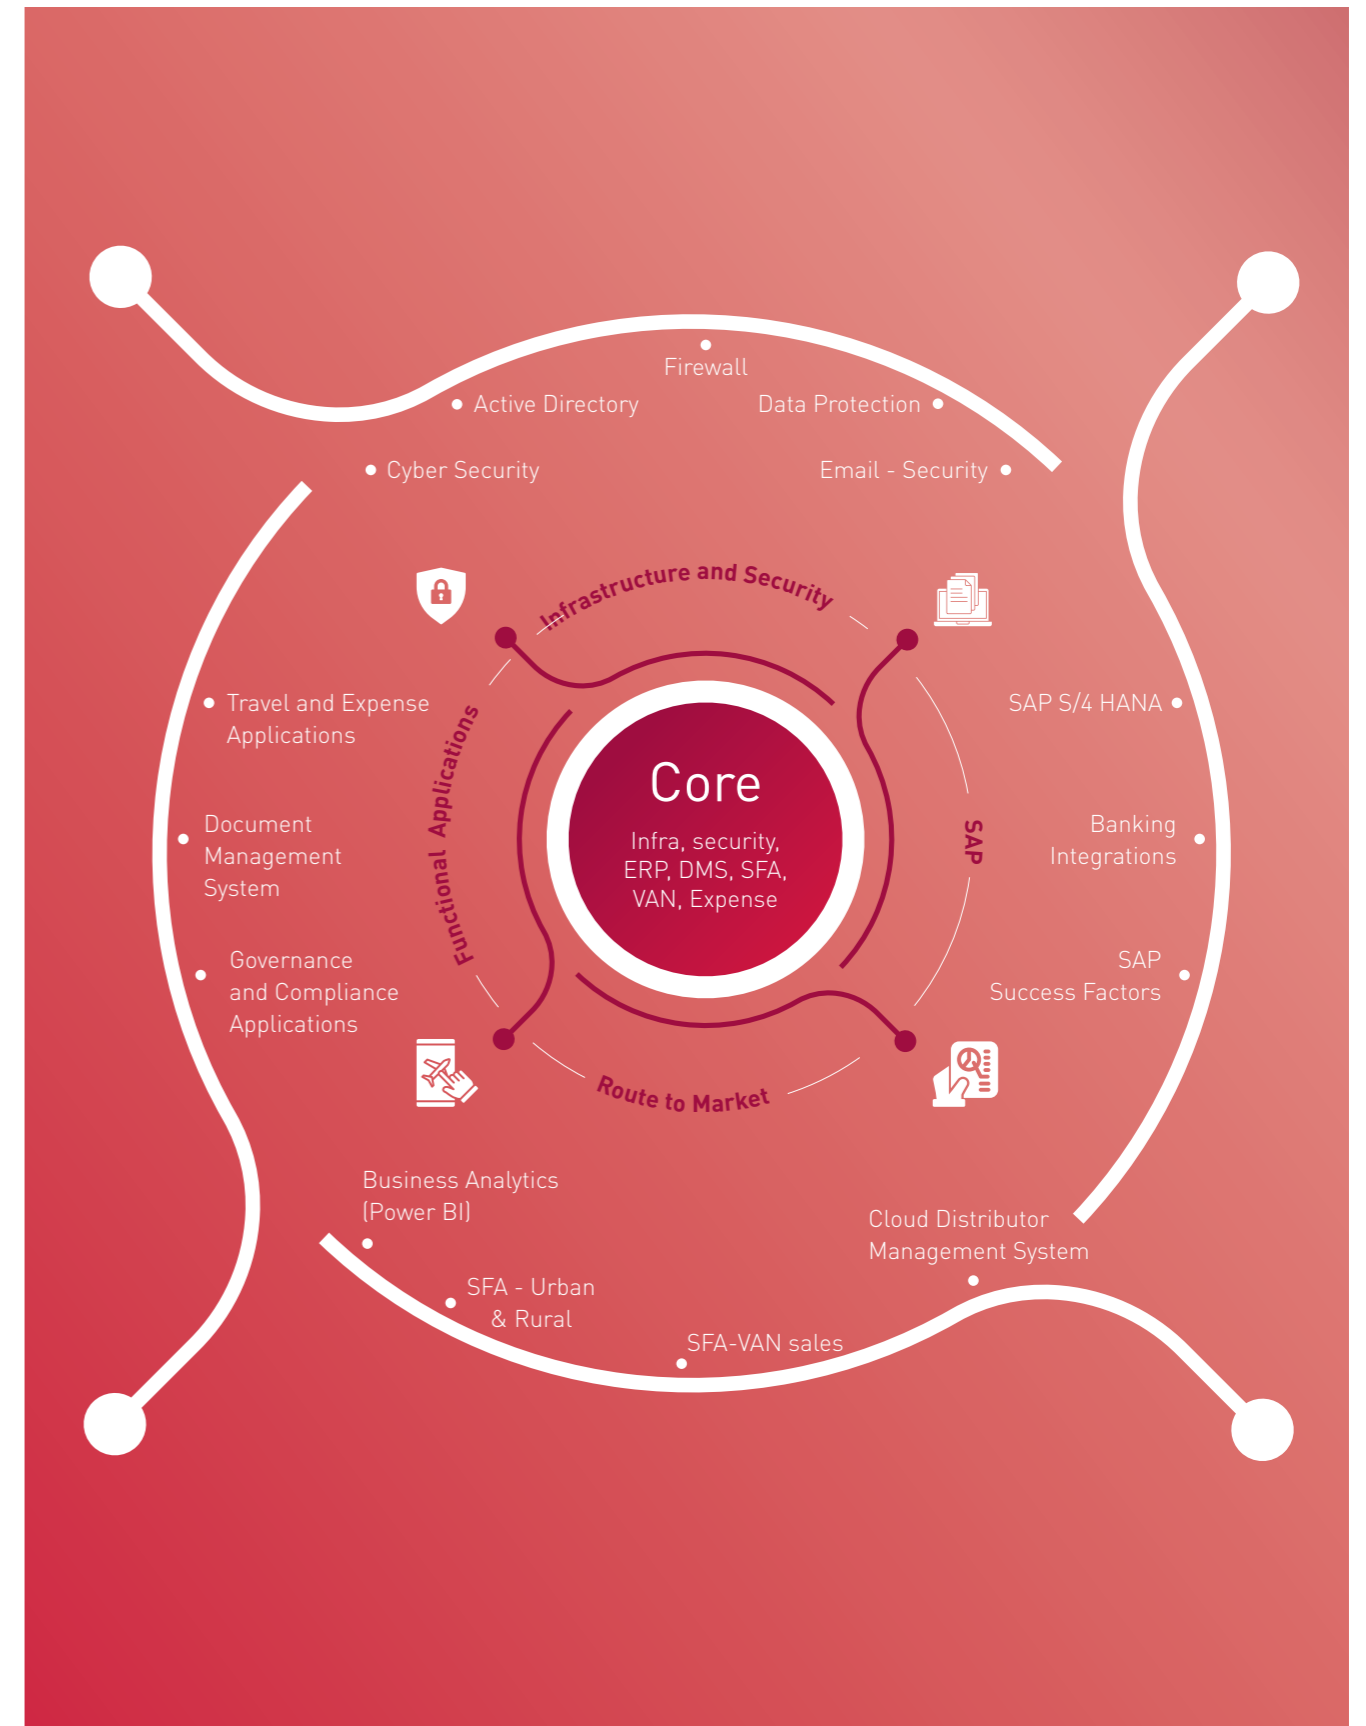 Firewall
Active Directory
Data Protection
Cyber Security
Email - Security
Infrastructure and Security
Travel and Expense
Applications
Document
Management
System
Governance
and Compliance
Applications
Functional Applications
Core
Infra, security,
ERP, DMS, SFA,
VAN, Expense
SAP
SAP S/4 HANA
Banking
Integrations
SAP
Success Factors
Route to Market
Business Analytics
(Power BI)
SFA - Urban
& Rural
SFA-VAN sales
Cloud Distributor
Management System